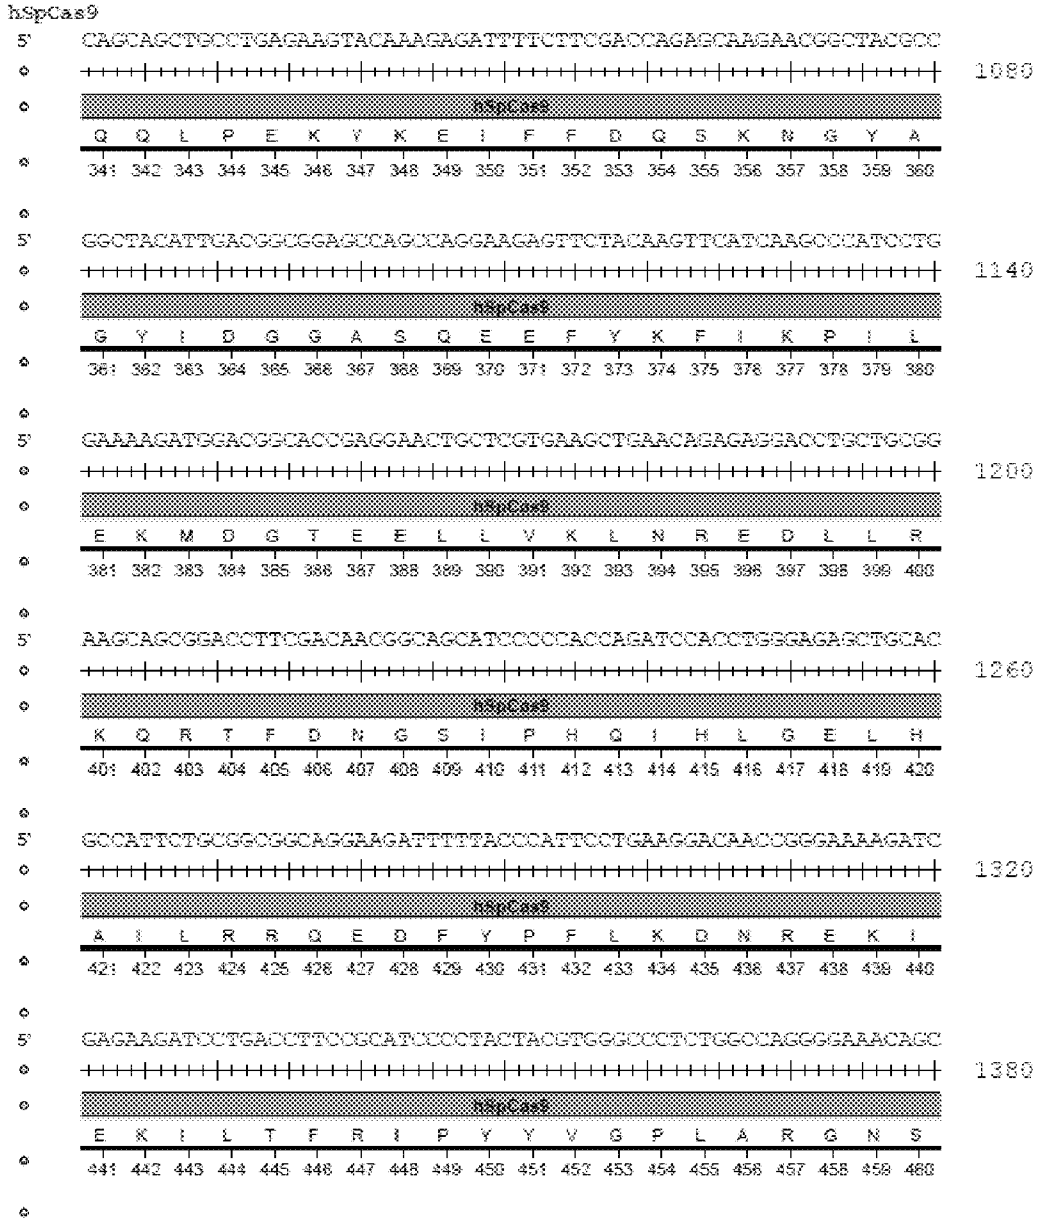 hSpCas9
5' CAGCAGCTGCCTGAGAAGTACAAAGAGATTTTCTTCGACCAGAGCAAGAACGGCTACGCC
1080
hSpCas9
Q Q L P E K Y K E I F F D Q S K N G Y A
341 342 343 344 345 346 347 348 349 350 351 352 353 354 355 356 357 358 359 360
5' GGCTACATTGACGGCGGAGCCAGCCAGGAAGAGTTCTACAAGTTCATCAAGCCCATCCTG
1140
hSpCas9
G Y I D G G A S Q E E F Y K F I K P I L
361 362 363 364 365 366 367 368 369 370 371 372 373 374 375 376 377 378 379 380
5' GAAAAGATGGACGGCACCGAGGAACTGCTCGTGAAGCTGAACAGAGAGGACCTGCTGCGG
1200
hSpCas9
E K M D G T E E L L V K L N R E D L L R
381 382 383 384 385 386 387 388 389 390 391 392 393 394 395 396 397 398 399 400
5' AAGCAGCGGACCTTCGACAACGGCAGCATCCCCCACCAGATCCACCTGGGAGAGCTGCAC
1260
hSpCas9
K Q R T F D N G S I P H Q I H L G E L H
401 402 403 404 405 406 407 408 409 410 411 412 413 414 415 416 417 418 419 420
5' GCCATTCTGCGGCGGCAGGAAGATTTTTACCCATTCCTGAAGGACAACCGGGAAAAGATC
1320
hSpCas9
A I L R R Q E D F Y P F L K D N R E K I
421 422 423 424 425 426 427 428 429 430 431 432 433 434 435 436 437 438 439 440
5' GAGAAGATCCTGACCTTCCGCATCCCCTACTACGTGGGCCCTCTGGCCAGGGGAAACAGC
1380
hSpCas9
E K I L T F R I P Y Y V G P L A R G N S
441 442 443 444 445 446 447 448 449 450 451 452 453 454 455 456 457 458 459 460